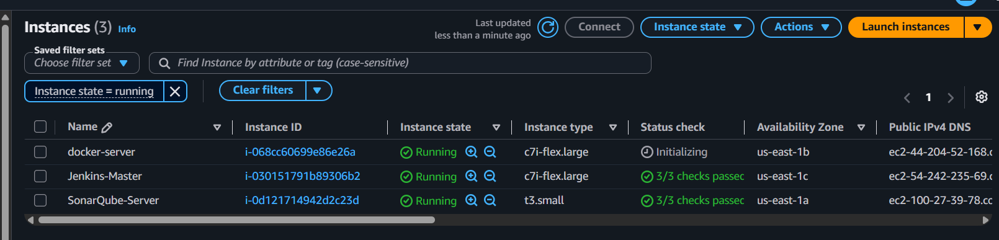 Instances (3) Info
Last updated
less than a minute ago
Connect
Instance state
Actions
Launch instances
Saved filter sets
Choose filter set
Find Instance by attribute or tag (case-sensitive)
Instance state = running
Clear filters
1
Name Instance ID Instance state Instance type Status check Availability Zone Public IPv4 DNS
docker-server i-068cc60699e86e26a Running c7i-flex.large Initializing us-east-1b ec2-44-204-52-168.c
Jenkins-Master i-030151791b89306b2 Running c7i-flex.large 3/3 checks passec us-east-1c ec2-54-242-235-69.c
SonarQube-Server i-0d121714942d2c23d Running t3.small 3/3 checks passec us-east-1a ec2-100-27-39-78.cc